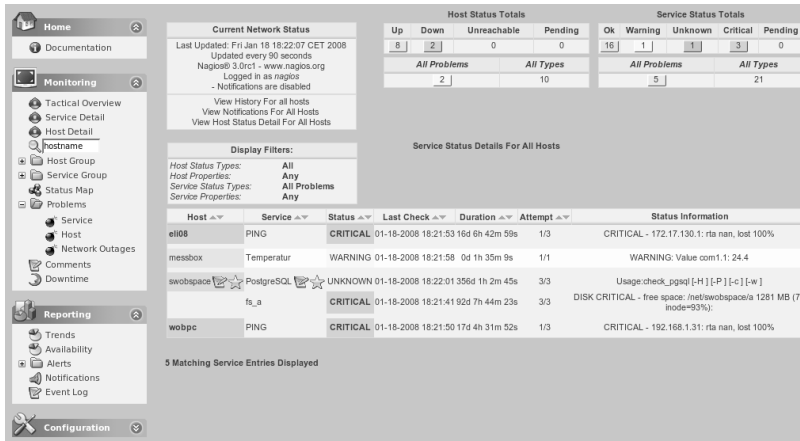 Home
Documentation
Monitoring
Tactical Overview
Service Detail
Host Detail
hostname
Host Group
Service Group
Status Map
Problems
Service
Host
Network Outages
Comments
Downtime
Reporting
Trends
Availability
Alerts
Notifications
Event Log
Configuration
Current Network Status
Last Updated: Fri Jan 18 18:22:07 CET 2008
Updated every 90 seconds
Nagios® 3.0rc1 - www.nagios.org
Logged in as nagios
- Notifications are disabled
View History For all hosts
View Notifications For All Hosts
View Host Status Detail For All Hosts
Host Status Totals
Up Down Unreachable Pending
8 2 0 0
All Problems All Types
2 10
Service Status Totals
Ok Warning Unknown Critical Pending
16 1 1 3 0
All Problems All Types
5 21
Display Filters:
Host Status Types: All
Host Properties: Any
Service Status Types: All Problems
Service Properties: Any
Service Status Details For All Hosts
Host Service Status Last Check Duration Attempt Status Information
eli08 PING CRITICAL 01-18-2008 18:21:53 16d 6h 42m 59s 1/3 CRITICAL - 172.17.130.1: rta nan, lost 100%
messbox Temperatur WARNING 01-18-2008 18:21:58 0d 1h 35m 9s 1/1 WARNING: Value com1.1: 24.4
swobspace PostgreSQL UNKNOWN 01-18-2008 18:22:01 356d 1h 2m 45s 3/3 Usage:check_pgsql [-H ] [-P ] [-c ] [-w ]
fs_a CRITICAL 01-18-2008 18:21:41 92d 7h 44m 23s 3/3 DISK CRITICAL - free space: /net/swobspace/a 1281 MB (7
inode=93%):
wobpc PING CRITICAL 01-18-2008 18:21:50 17d 4h 31m 52s 1/3 CRITICAL - 192.168.1.31: rta nan, lost 100%
5 Matching Service Entries Displayed